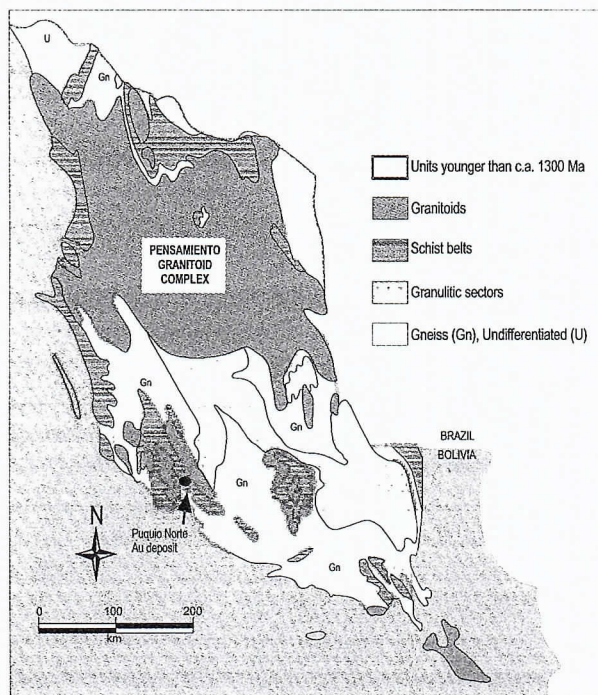 U
Gn
Units younger than c.a. 1300 Ma
Granitoids
Schist belts
Granulitic sectors
Gneiss (Gn), Undifferentiated (U)
PENSAMIENTO
GRANITOID
COMPLEX
Gn
Gn
BRAZIL
BOLIVIA
Gn
Puquio Norte
Au deposit
N
Gn
0 100 200
km